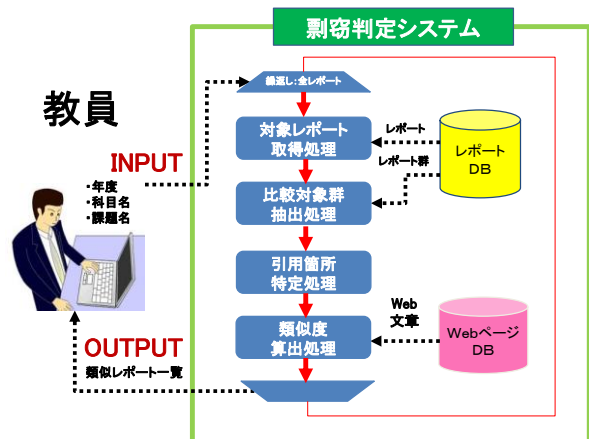 剽窃判定システム
繰返し:全レポート
教員
対象レポート
取得処理
レポート
レポート群
レポート
DB
INPUT
・年度
・科目名
・課題名
比較対象群
抽出処理
引用箇所
特定処理
Web
文章
類似度
算出処理
Webページ
DB
OUTPUT
類似レポート一覧